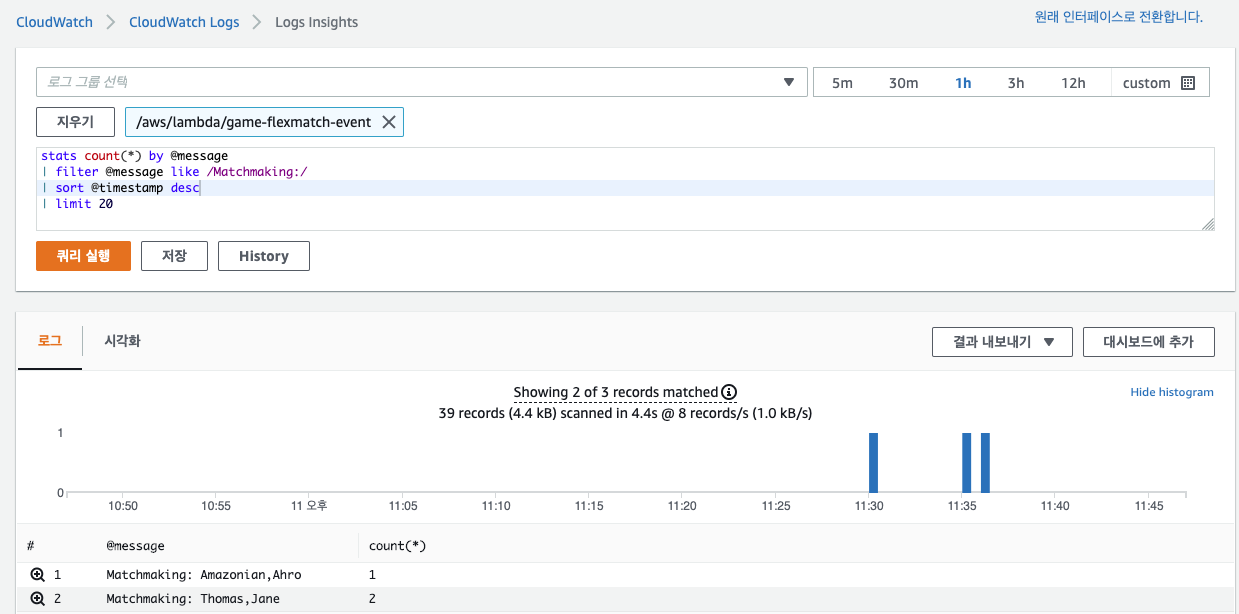 CloudWatch > CloudWatch Logs > Logs Insights 원래 인터페이스로 전환합니다.
로그 그룹 선택 ▼ 5m 30m 1h 3h 12h custom
지우기 /aws/lambda/game-flexmatch-event ✕
stats count(*) by @message
| filter @message like /Matchmaking:/
| sort @timestamp desc
| limit 20
쿼리 실행 저장 History
로그 시각화 결과 내보내기 ▼ 대시보드에 추가
Showing 2 of 3 records matched Hide histogram
39 records (4.4 kB) scanned in 4.4s @ 8 records/s (1.0 kB/s)
1
0
10:50 10:55 11 오후 11:05 11:10 11:15 11:20 11:25 11:30 11:35 11:40 11:45
# @message count(*)
1 Matchmaking: Amazonian,Ahro 1
2 Matchmaking: Thomas,Jane 2